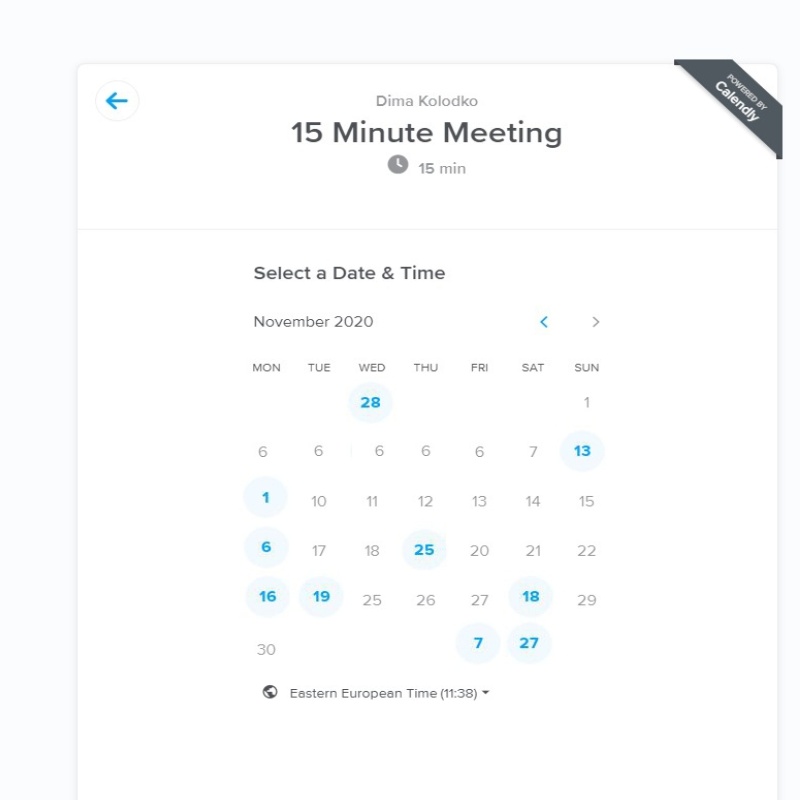 Dima Kolodko
15 Minute Meeting
15 min
POWERED BY
Calendly
Select a Date & Time
November 2020
MON TUE WED THU FRI SAT SUN
28 1
6 6 6 6 6 7 13
1 10 11 12 13 14 15
6 17 18 25 20 21 22
16 19 25 26 27 18 29
30 7 27
Eastern European Time (11:38)